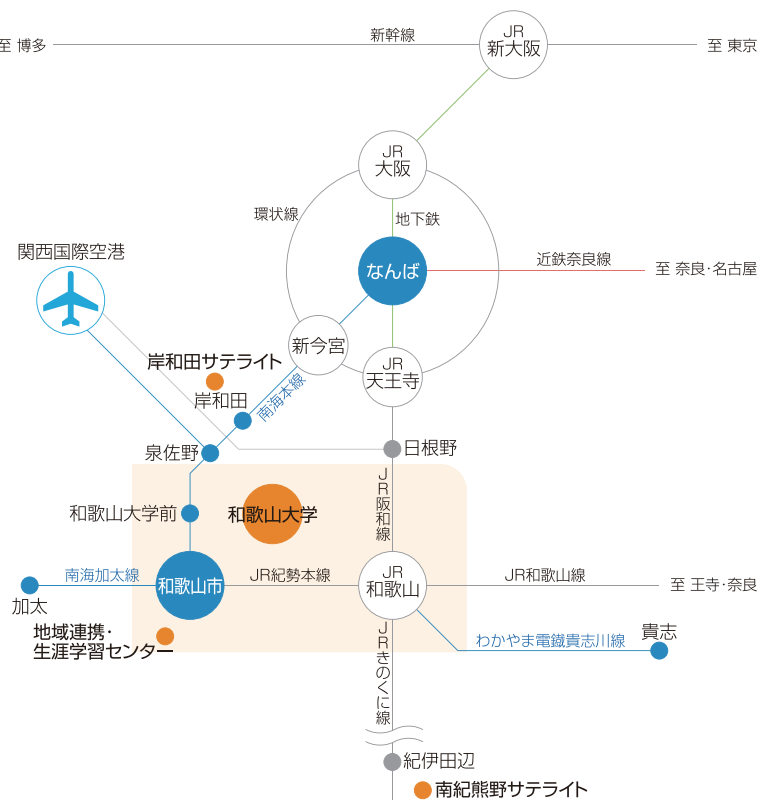 JR
新大阪
新幹線
至 博多
至 東京
JR
大阪
環状線
地下鉄
関西国際空港
なんば
近鉄奈良線
至 奈良・名古屋
新今宮
JR
天王寺
岸和田サテライト
岸和田
南海本線
泉佐野
日根野
JR阪和線
和歌山大学前
和歌山大学
南海加太線
和歌山市
JR紀勢本線
JR
和歌山
JR和歌山線
至 王寺・奈良
加太
地域連携・
生涯学習センター
JRきのくに線
わかやま電鐵貴志川線
貴志
紀伊田辺
南紀熊野サテライト